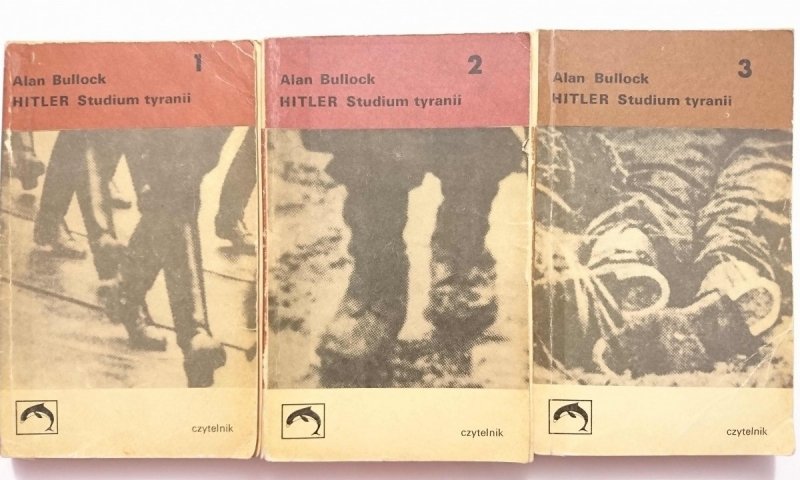 1
Alan Bullock
HITLER Studium tyranii
czytelnik
2
Alan Bullock
HITLER Studium tyranii
czytelnik
3
Alan Bullock
HITLER Studium tyranii
czytelnik